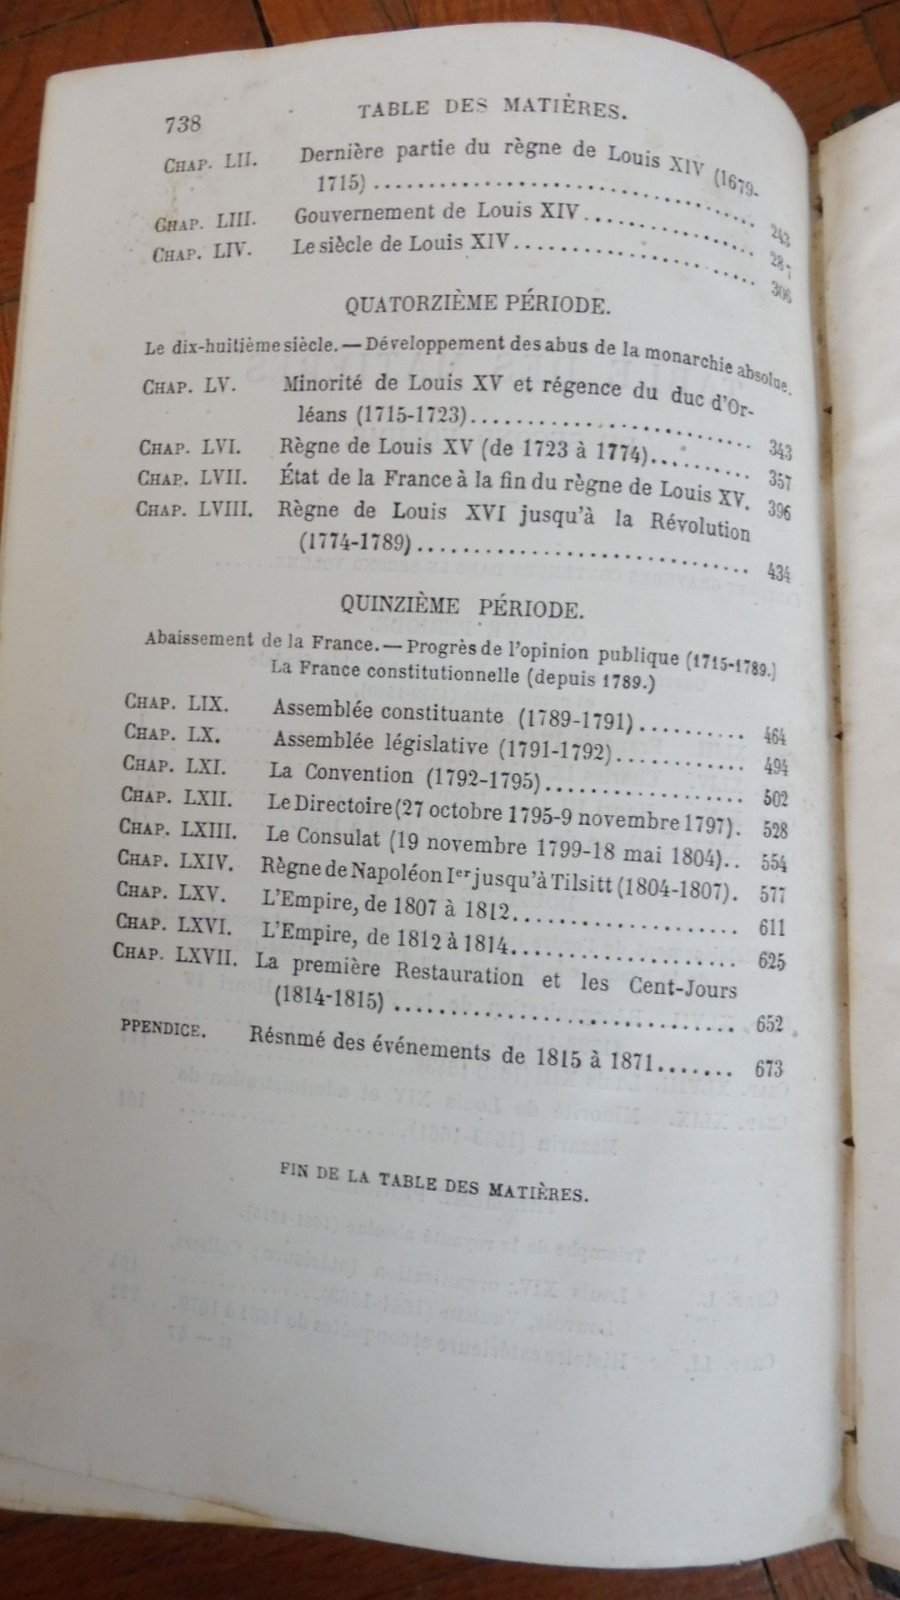 738 TABLE DES MATIÈRES.
CHAP. LII. Dernière partie du règne de Louis XIV (1679-
1715) .............................. 243
CHAP. LIII. Gouvernement de Louis XIV.................. 287
CHAP. LIV. Le siècle de Louis XIV...................... 306
QUATORZIÈME PÉRIODE.
Le dix-huitième siècle. — Développement des abus de la monarchie absolue.
CHAP. LV. Minorité de Louis XV et régence du duc d'Or-
léans (1715-1723)........................ 343
CHAP. LVI. Règne de Louis XV (de 1723 à 1774).......... 357
CHAP. LVII. État de la France à la fin du règne de Louis XV. 396
CHAP. LVIII. Règne de Louis XVI jusqu'à la Révolution
(1774-1789)............................ 434
QUINZIÈME PÉRIODE.
Abaissement de la France. — Progrès de l'opinion publique (1715-1789.)
La France constitutionnelle (depuis 1789.)
CHAP. LIX. Assemblée constituante (1789-1791).......... 464
CHAP. LX. Assemblée législative (1791-1792)............ 494
CHAP. LXI. La Convention (1792-1795).................. 502
CHAP. LXII. Le Directoire (27 octobre 1795-9 novembre 1797). 528
CHAP. LXIII. Le Consulat (19 novembre 1799-18 mai 1804).. 554
CHAP. LXIV. Règne de Napoléon Ier jusqu'à Tilsitt (1804-1807). 577
CHAP. LXV. L'Empire, de 1807 à 1812.................... 611
CHAP. LXVI. L'Empire, de 1812 à 1814.................... 625
CHAP. LXVII. La première Restauration et les Cent-Jours
(1814-1815) .............................. 652
PPENDICE. Résnmé des événements de 1815 à 1871....... 673
FIN DE LA TABLE DES MATIÈRES.